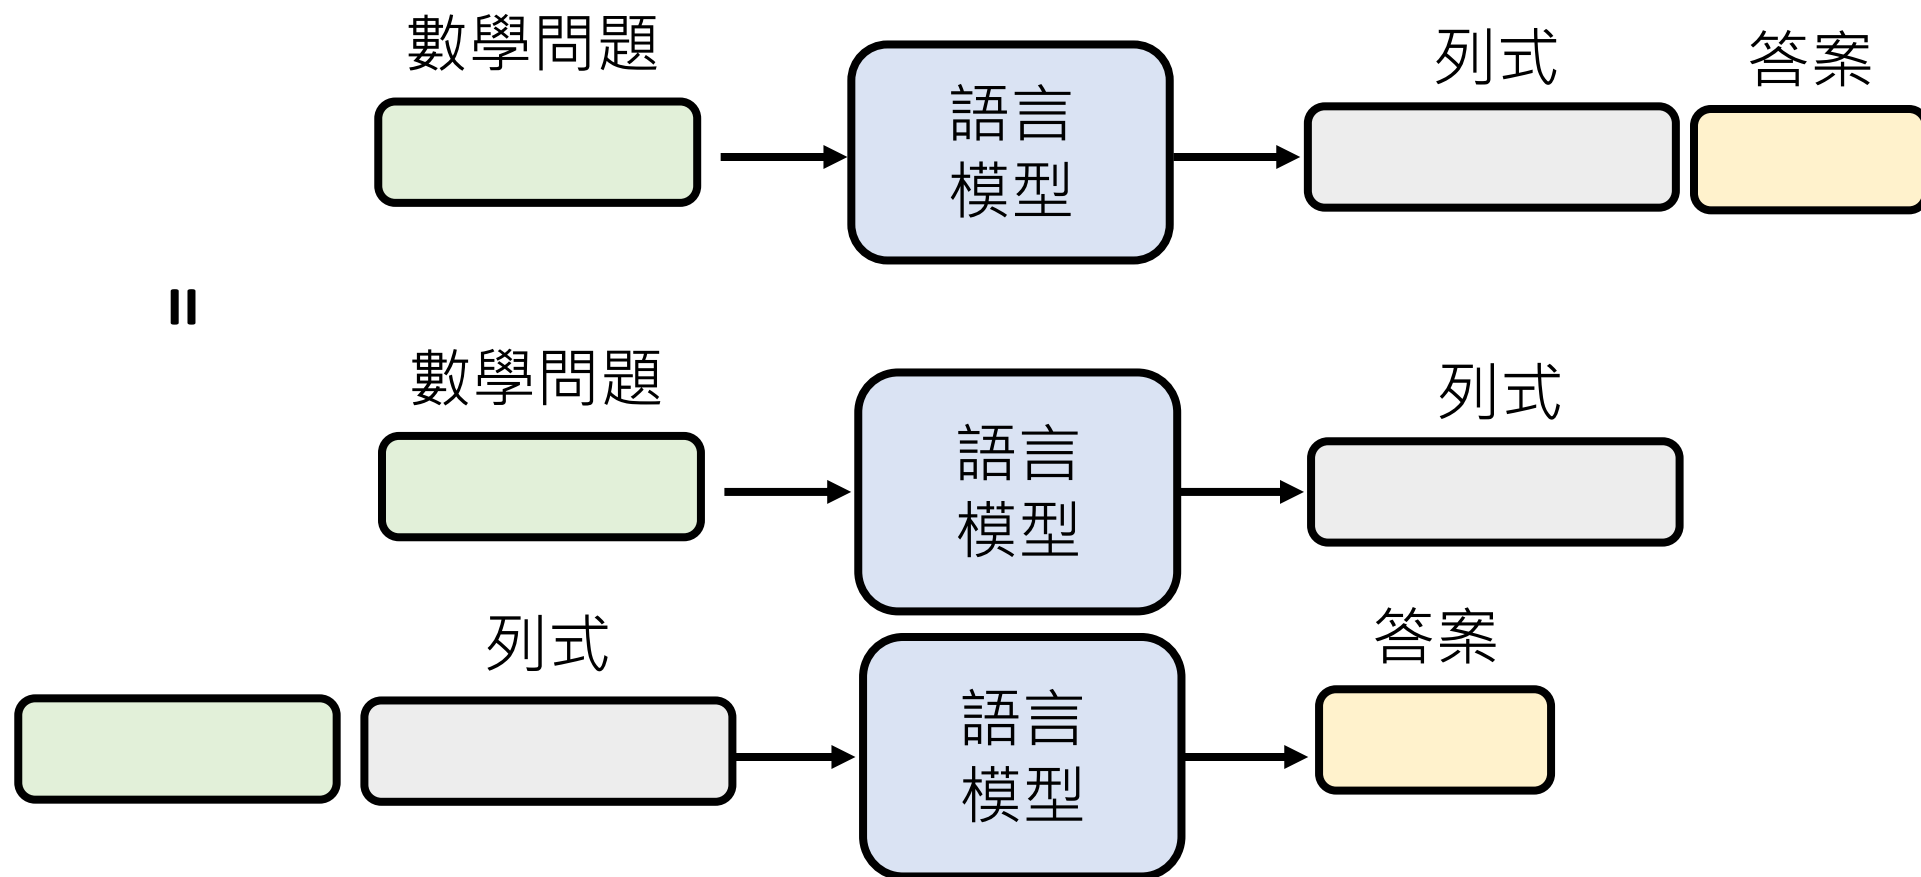 數學問題
語言
模型
列式
答案
=
數學問題
語言
模型
列式
列式
語言
模型
答案